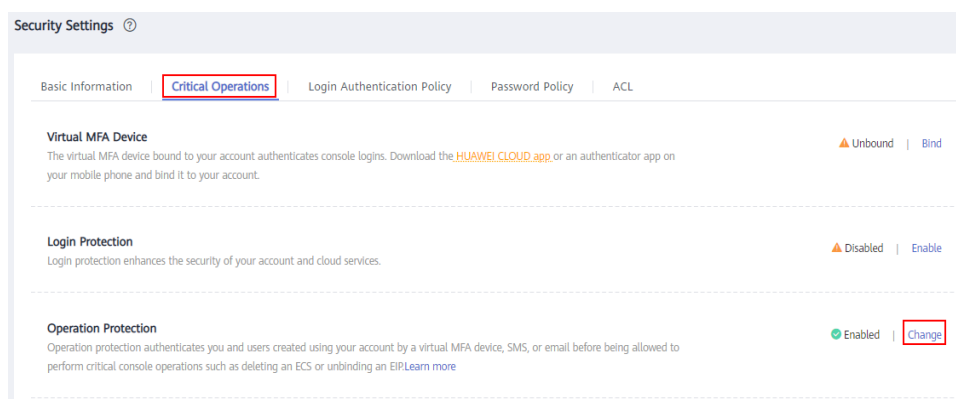 Security Settings ?
Basic Information | Critical Operations | Login Authentication Policy | Password Policy | ACL
Virtual MFA Device
The virtual MFA device bound to your account authenticates console logins. Download the HUAWEI CLOUD app or an authenticator app on
your mobile phone and bind it to your account.
Unbound | Bind
Login Protection
Login protection enhances the security of your account and cloud services.
Disabled | Enable
Operation Protection
Operation protection authenticates you and users created using your account by a virtual MFA device, SMS, or email before being allowed to
perform critical console operations such as deleting an ECS or unbinding an EIP.Learn more
Enabled | Change